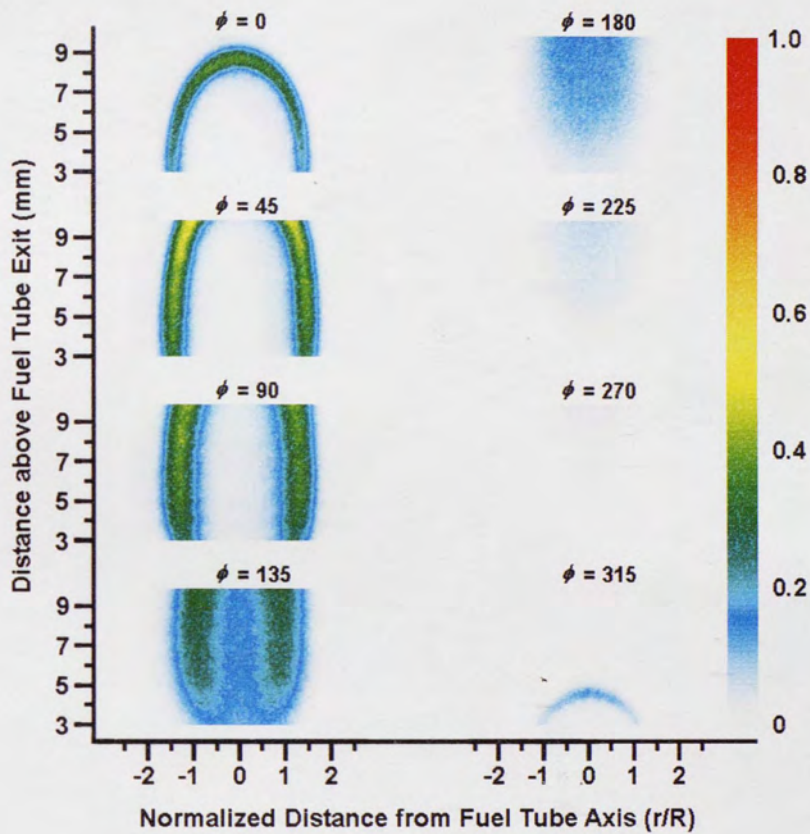 ϕ = 0
ϕ = 180
9
7
5
3
ϕ = 45
ϕ = 225
9
7
5
3
ϕ = 90
ϕ = 270
9
7
5
3
ϕ = 135
ϕ = 315
9
7
5
3
-2 -1 0 1 2
-2 -1 0 1 2
Distance above Fuel Tube Exit (mm)
Normalized Distance from Fuel Tube Axis (r/R)
1.0
0.8
0.6
0.4
0.2
0